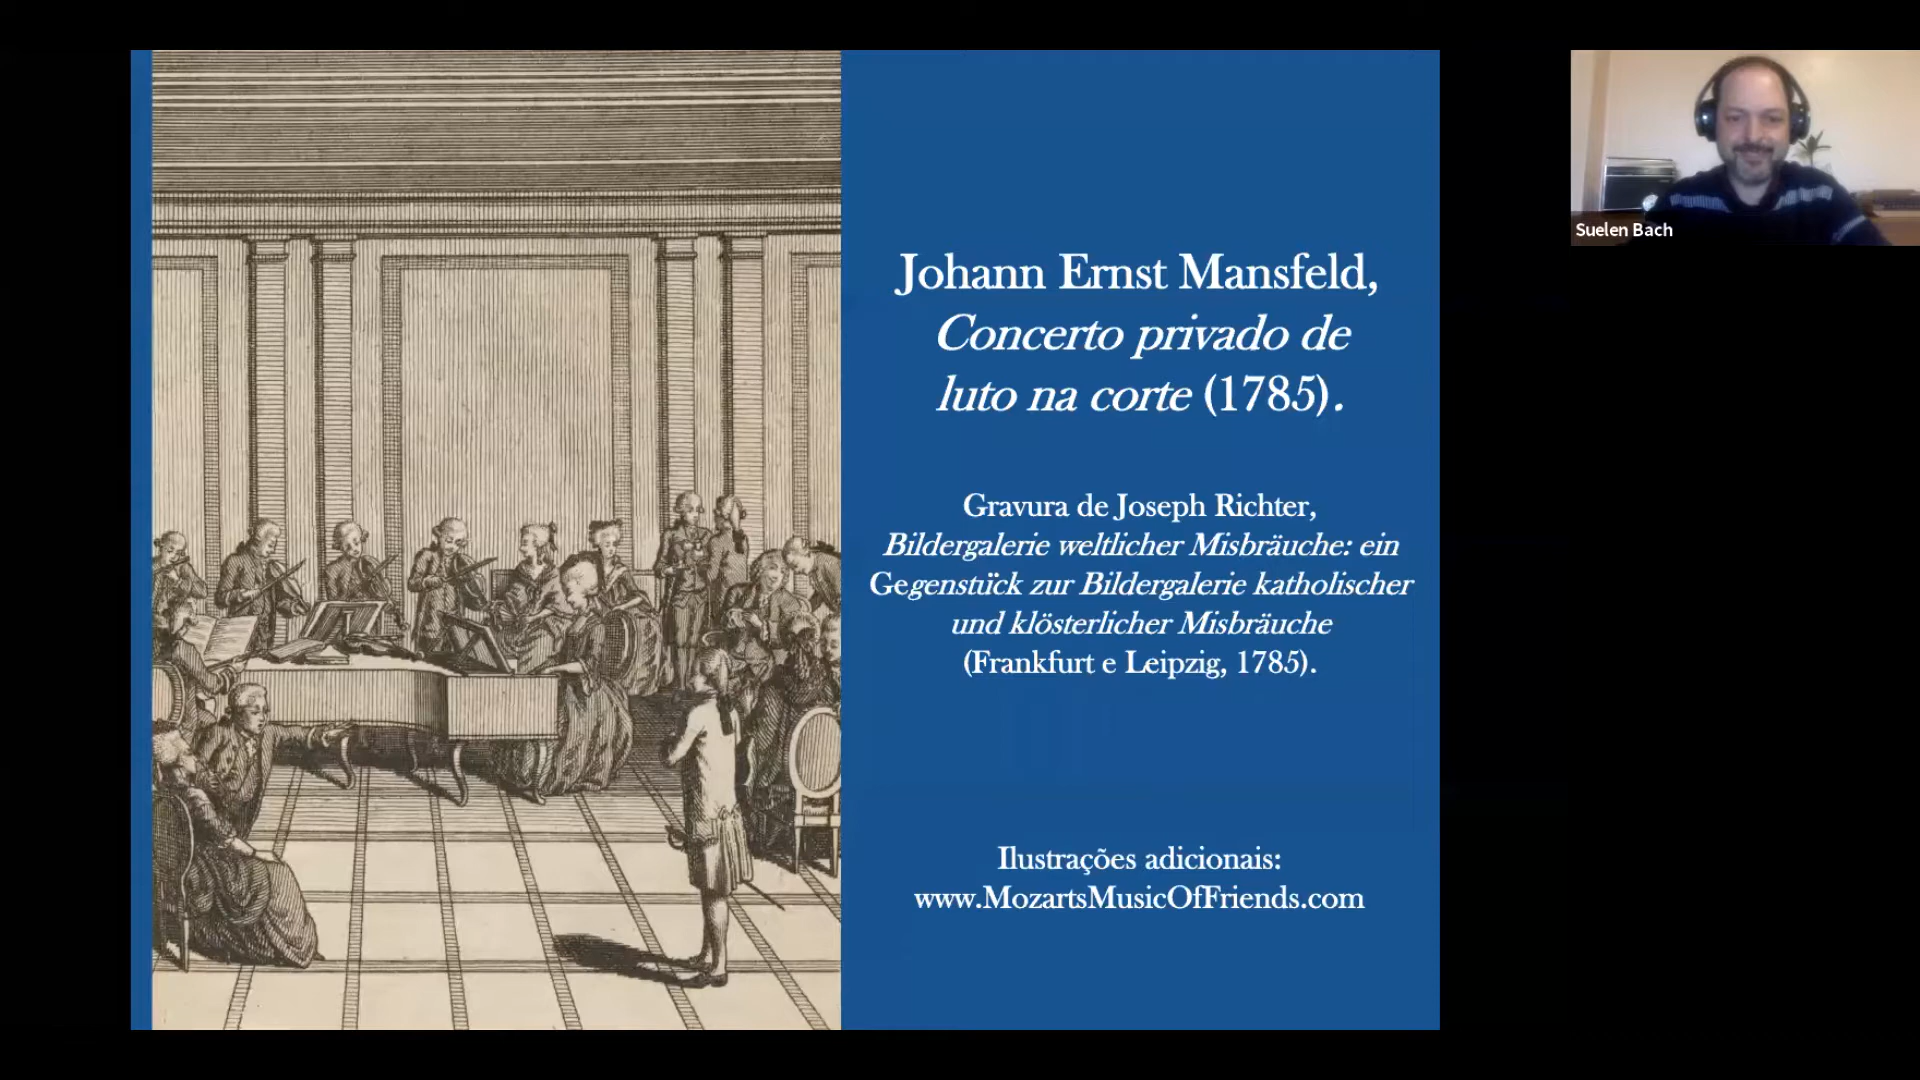 Johann Ernst Mansfeld,
Concerto privado de
luto na corte (1785).
Gravura de Joseph Richter,
Bildergalerie weltlicher Misbräuche: ein
Gegenstück zur Bildergalerie katholischer
und klösterlicher Misbräuche
(Frankfurt e Leipzig, 1785).
Ilustrações adicionais:
www.MozartsMusicOfFriends.com
Suelen Bach